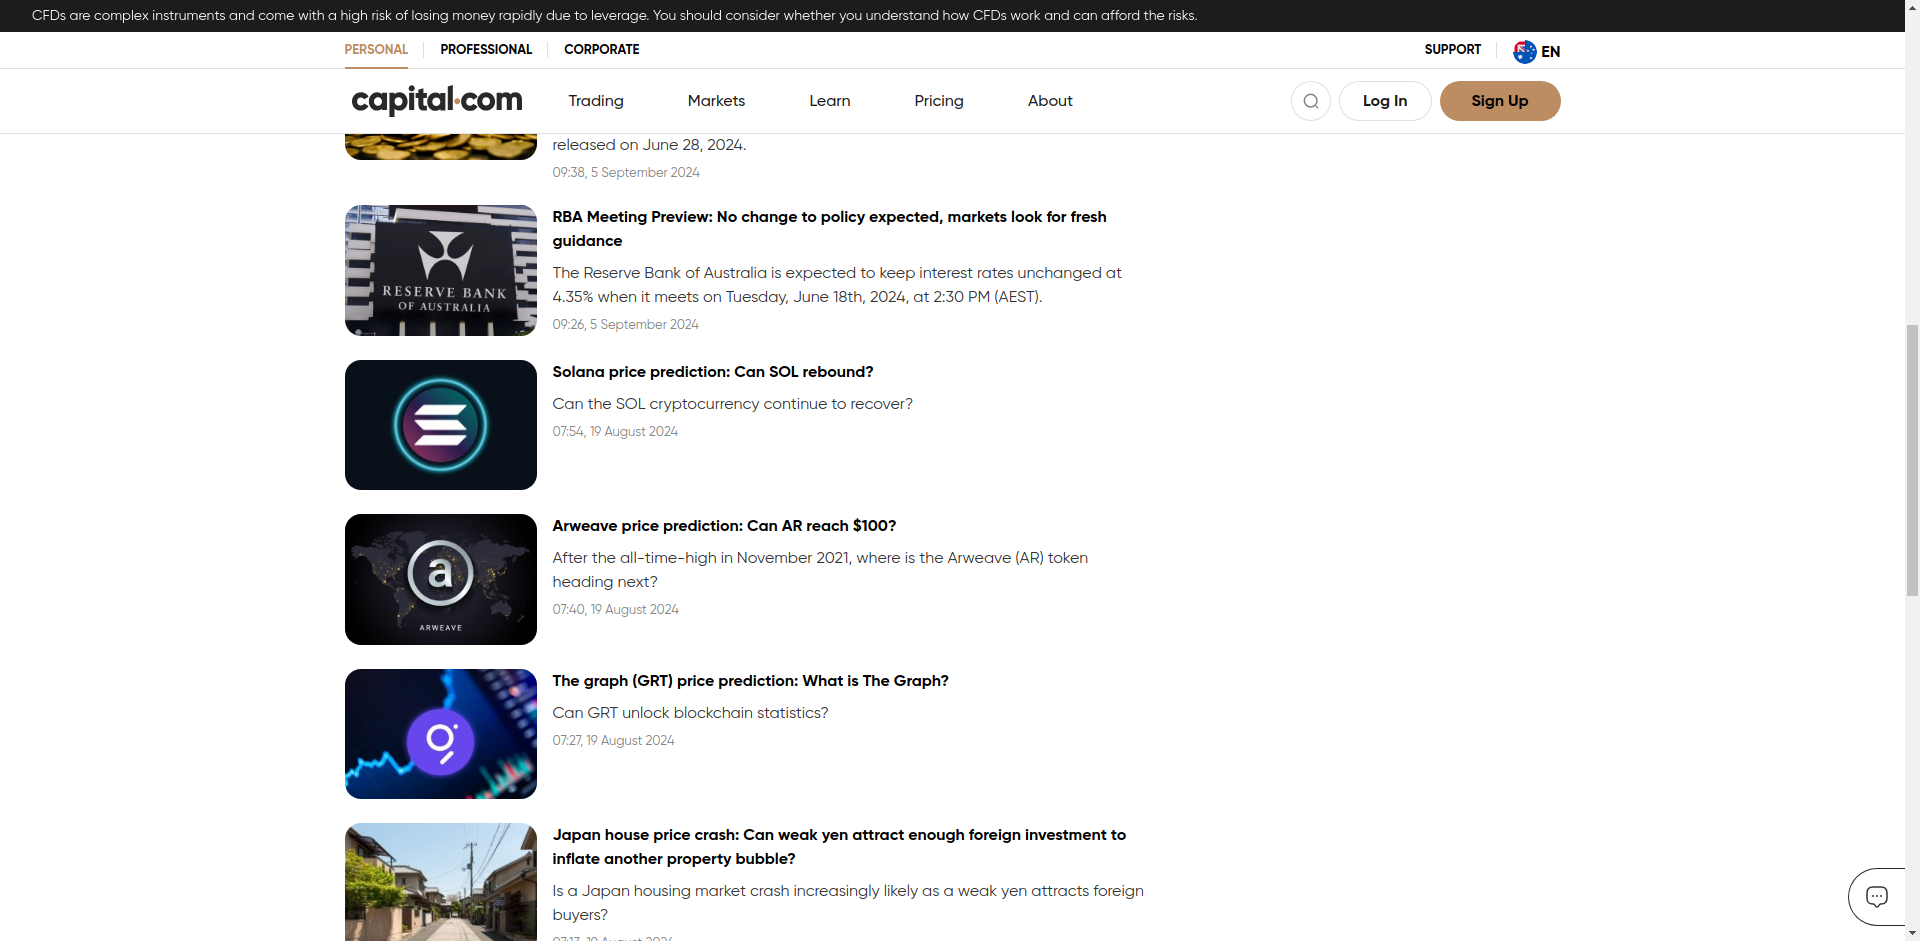 CFDs are complex instruments and come with a high risk of losing money rapidly due to leverage. You should consider whether you understand how CFDs work and can afford the risks.
PERSONAL
PROFESSIONAL
CORPORATE
SUPPORT
EN
capital.com
Trading
Markets
Learn
Pricing
About
Log In
Sign Up
released on June 28, 2024.
09:38, 5 September 2024
RESERVE BANK
OF AUSTRALIA
RBA Meeting Preview: No change to policy expected, markets look for fresh
guidance
The Reserve Bank of Australia is expected to keep interest rates unchanged at
4.35% when it meets on Tuesday, June 18th, 2024, at 2:30 PM (AEST).
09:26, 5 September 2024
Solana price prediction: Can SOL rebound?
Can the SOL cryptocurrency continue to recover?
07:54, 19 August 2024
a
ARWEAVE
Arweave price prediction: Can AR reach $100?
After the all-time-high in November 2021, where is the Arweave (AR) token
heading next?
07:40, 19 August 2024
The graph (GRT) price prediction: What is The Graph?
Can GRT unlock blockchain statistics?
07:27, 19 August 2024
Japan house price crash: Can weak yen attract enough foreign investment to
inflate another property bubble?
Is a Japan housing market crash increasingly likely as a weak yen attracts foreign
buyers?
07:13, 19 August 2024